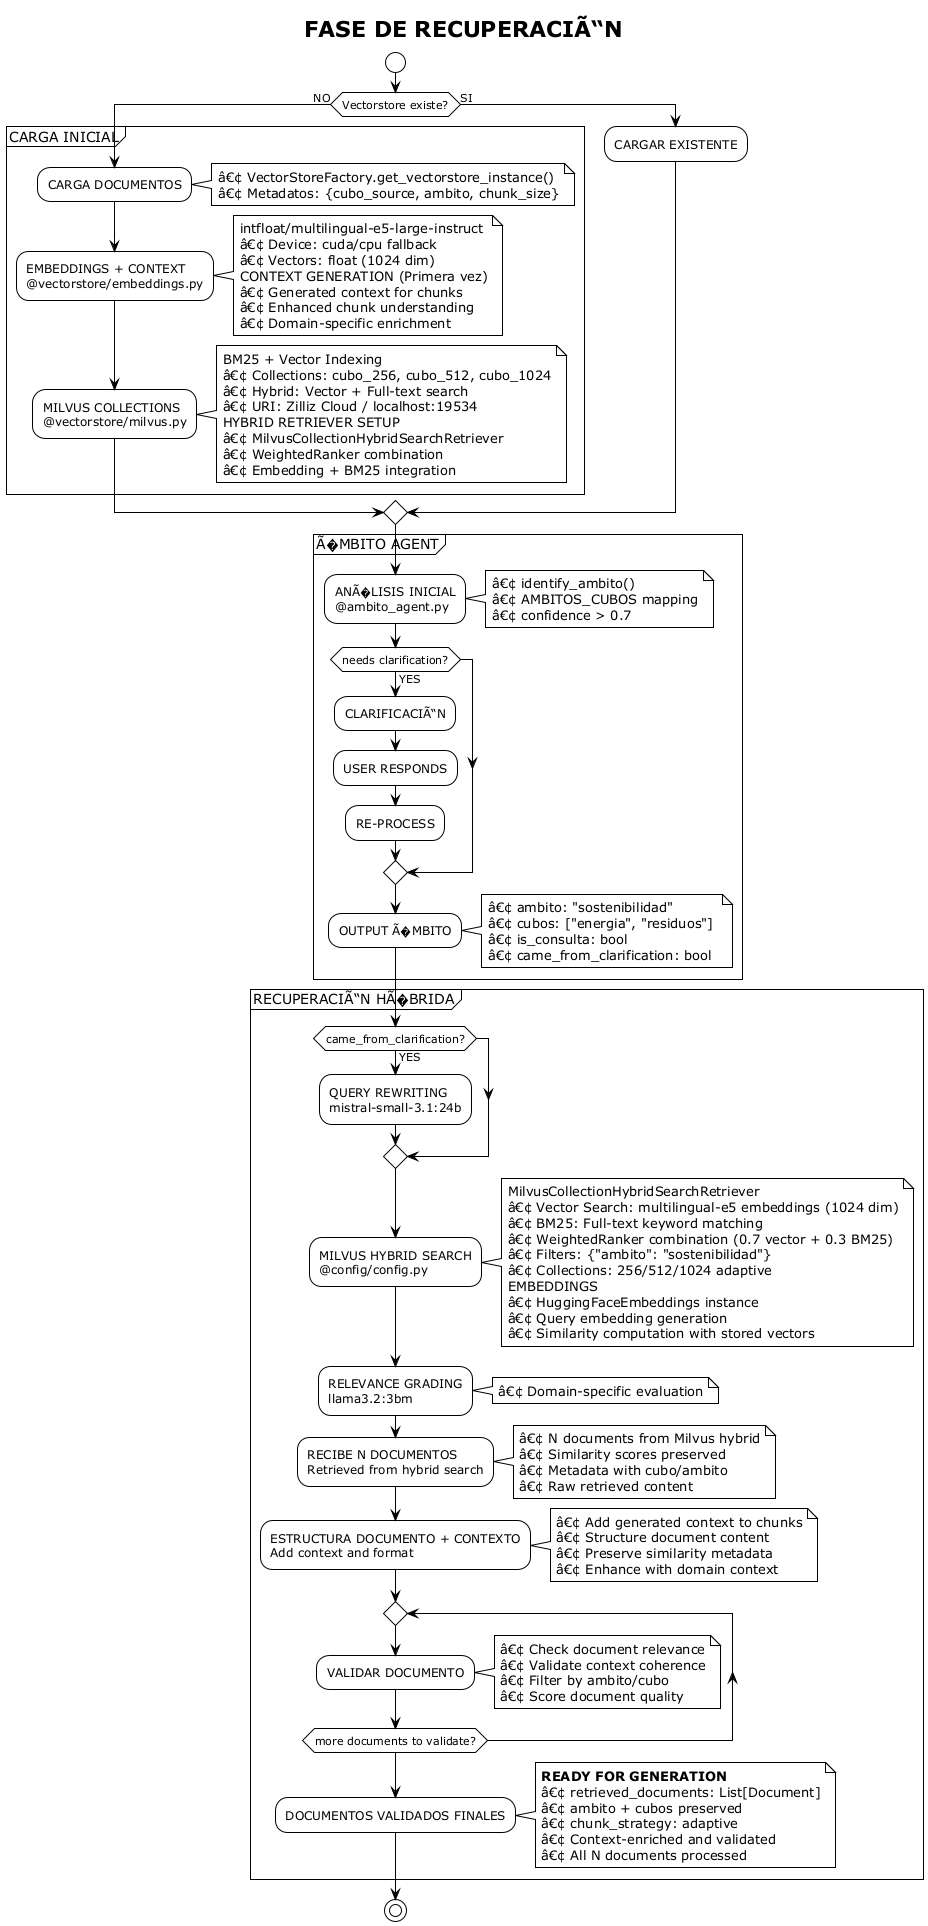 FASE DE RECUPERACIÃ“N
Vectorstore existe?
NO
SI
CARGA INICIAL
CARGA DOCUMENTOS
â€¢ VectorStoreFactory.get_vectorstore_instance()
â€¢ Metadatos: {cubo_source, ambito, chunk_size}
EMBEDDINGS + CONTEXT
@vectorstore/embeddings.py
intfloat/multilingual-e5-large-instruct
â€¢ Device: cuda/cpu fallback
â€¢ Vectors: float (1024 dim)
CONTEXT GENERATION (Primera vez)
â€¢ Generated context for chunks
â€¢ Enhanced chunk understanding
â€¢ Domain-specific enrichment
MILVUS COLLECTIONS
@vectorstore/milvus.py
BM25 + Vector Indexing
â€¢ Collections: cubo_256, cubo_512, cubo_1024
â€¢ Hybrid: Vector + Full-text search
â€¢ URI: Zilliz Cloud / localhost:19534
HYBRID RETRIEVER SETUP
â€¢ MilvusCollectionHybridSearchRetriever
â€¢ WeightedRanker combination
â€¢ Embedding + BM25 integration
CARGAR EXISTENTE
Ã�MBITO AGENT
ANÃ�LISIS INICIAL
@ambito_agent.py
â€¢ identify_ambito()
â€¢ AMBITOS_CUBOS mapping
â€¢ confidence > 0.7
needs clarification?
YES
CLARIFICACIÃ“N
USER RESPONDS
RE-PROCESS
OUTPUT Ã�MBITO
â€¢ ambito: "sostenibilidad"
â€¢ cubos: ["energia", "residuos"]
â€¢ is_consulta: bool
â€¢ came_from_clarification: bool
RECUPERACIÃ“N HÃ�BRIDA
came_from_clarification?
YES
QUERY REWRITING
mistral-small-3.1:24b
MILVUS HYBRID SEARCH
@config/config.py
MilvusCollectionHybridSearchRetriever
â€¢ Vector Search: multilingual-e5 embeddings (1024 dim)
â€¢ BM25: Full-text keyword matching
â€¢ WeightedRanker combination (0.7 vector + 0.3 BM25)
â€¢ Filters: {"ambito": "sostenibilidad"}
â€¢ Collections: 256/512/1024 adaptive
EMBEDDINGS
â€¢ HuggingFaceEmbeddings instance
â€¢ Query embedding generation
â€¢ Similarity computation with stored vectors
RELEVANCE GRADING
llama3.2:3bm
â€¢ Domain-specific evaluation
RECIBE N DOCUMENTOS
Retrieved from hybrid search
â€¢ N documents from Milvus hybrid
â€¢ Similarity scores preserved
â€¢ Metadata with cubo/ambito
â€¢ Raw retrieved content
ESTRUCTURA DOCUMENTO + CONTEXTO
Add context and format
â€¢ Add generated context to chunks
â€¢ Structure document content
â€¢ Preserve similarity metadata
â€¢ Enhance with domain context
VALIDAR DOCUMENTO
â€¢ Check document relevance
â€¢ Validate context coherence
â€¢ Filter by ambito/cubo
â€¢ Score document quality
more documents to validate?
DOCUMENTOS VALIDADOS FINALES
READY FOR GENERATION
â€¢ retrieved_documents: List[Document]
â€¢ ambito + cubos preserved
â€¢ chunk_strategy: adaptive
â€¢ Context-enriched and validated
â€¢ All N documents processed